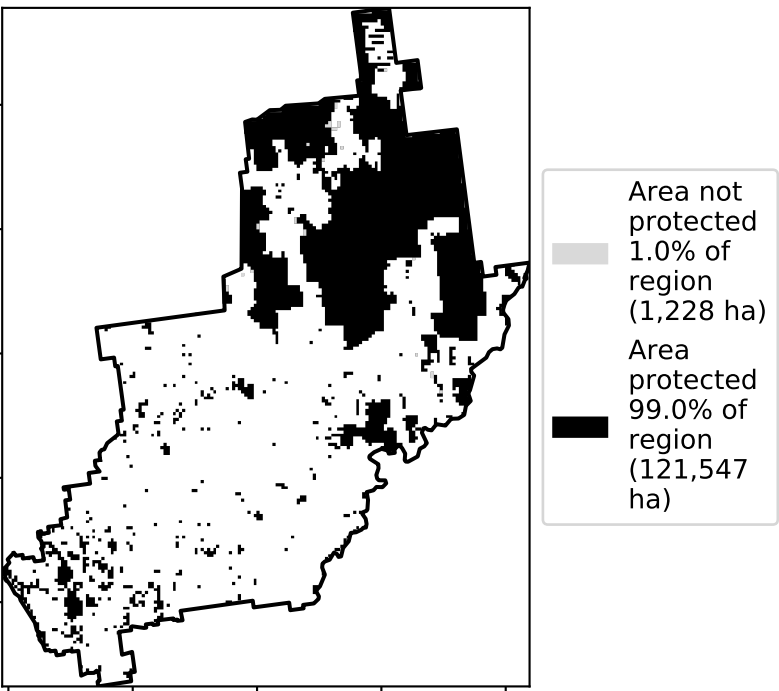 Area not
protected
1.0% of
region
(1,228 ha)
Area
protected
99.0% of
region
(121,547
ha)